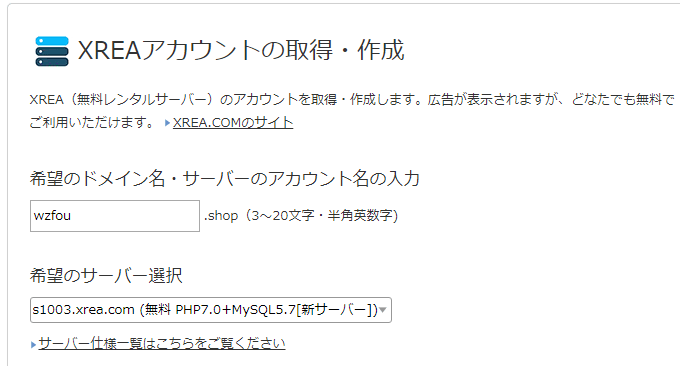 XREAアカウントの取得・作成
XREA（無料レンタルサーバー）のアカウントを取得・作成します。広告が表示されますが、どなたでも無料で
ご利用いただけます。 XREA.COMのサイト
希望のドメイン名・サーバーのアカウント名の入力
wzfou .shop（3～20文字・半角英数字)
希望のサーバー選択
s1003.xrea.com (無料 PHP7.0+MySQL5.7[新サーバー])
サーバー仕様一覧はこちらをご覧ください